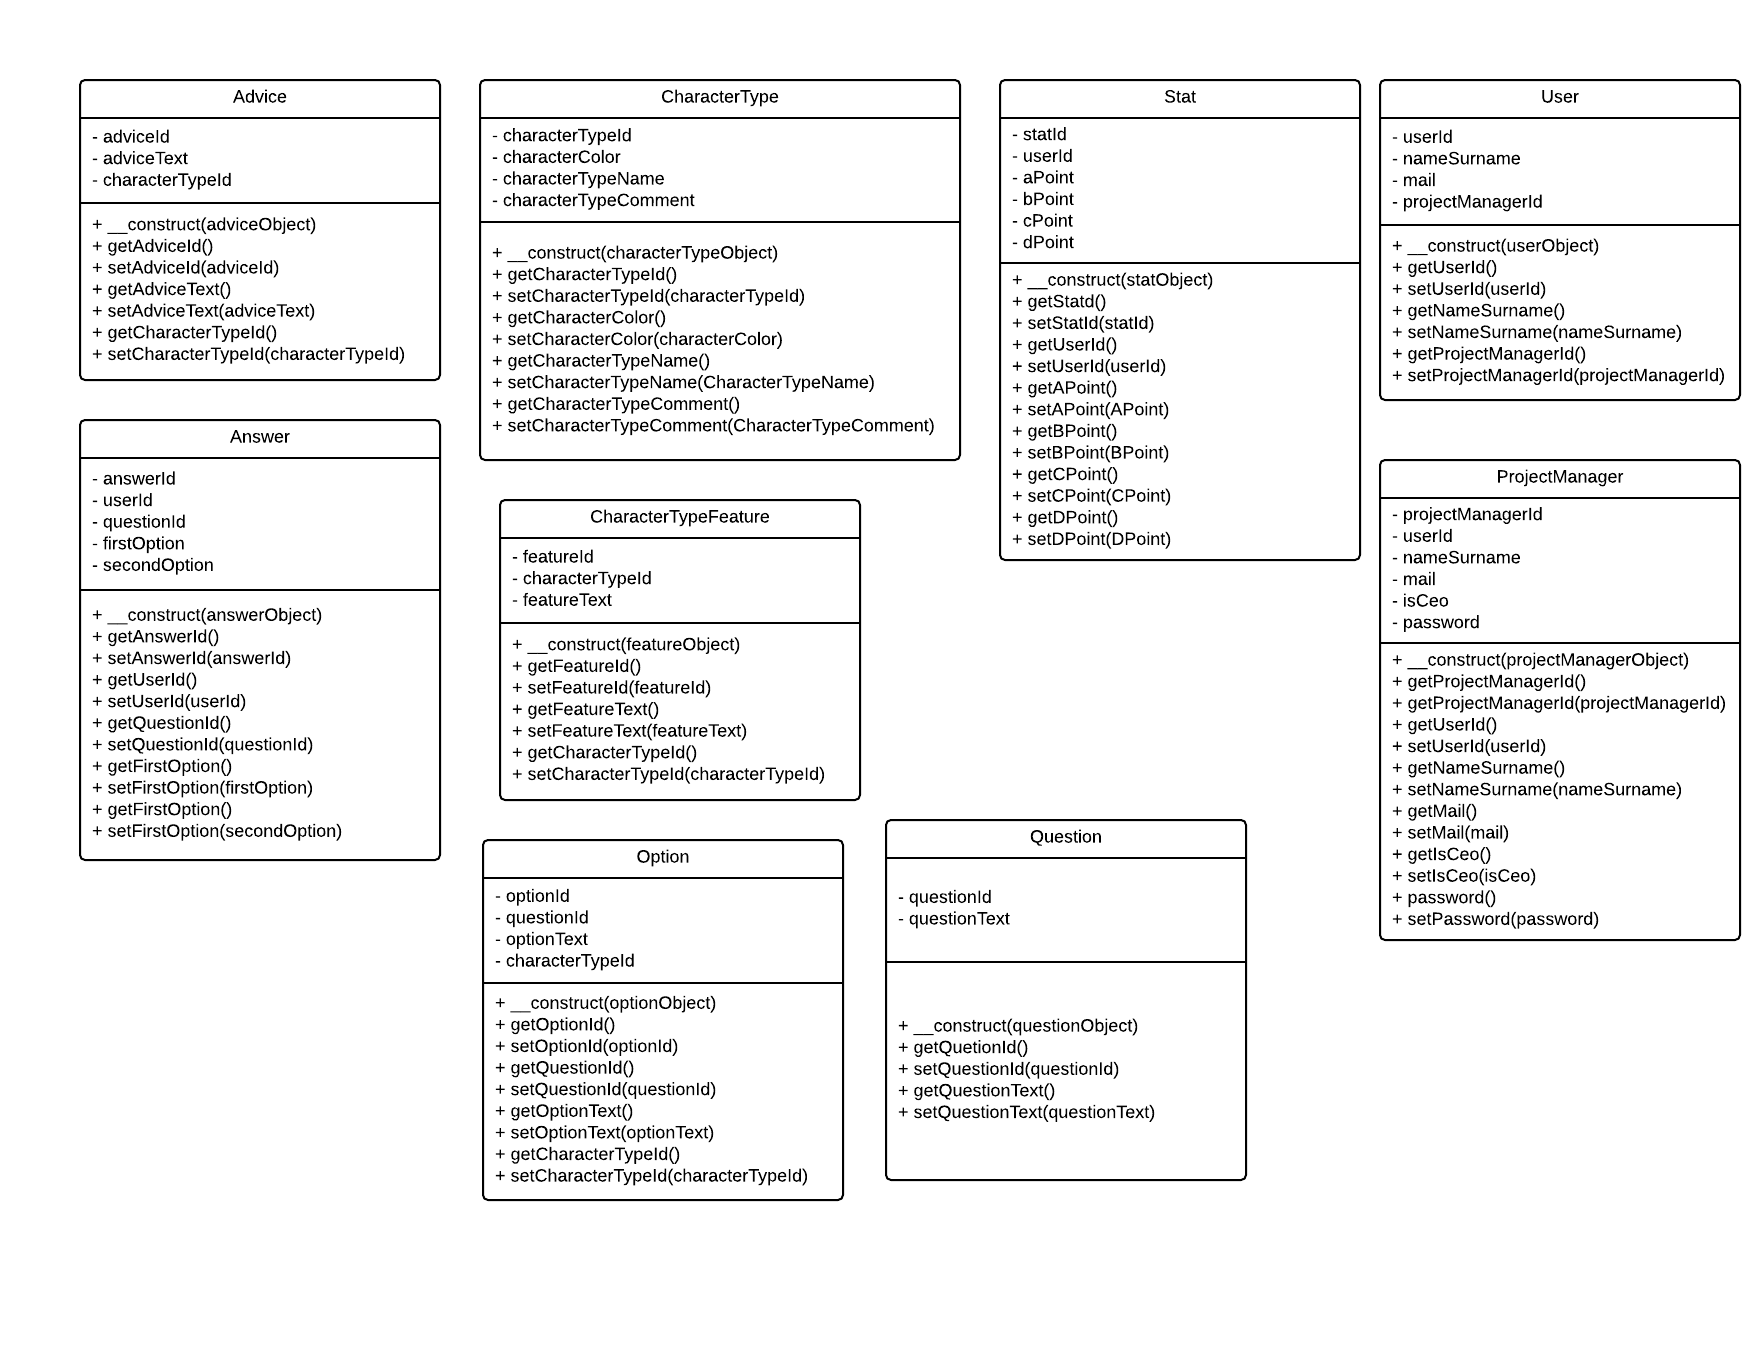 Advice
- adviceId
- adviceText
- characterTypeId
+ __construct(adviceObject)
+ getAdviceId()
+ setAdviceId(adviceId)
+ getAdviceText()
+ setAdviceText(adviceText)
+ getCharacterTypeId()
+ setCharacterTypeId(characterTypeId)
Answer
- answerId
- userId
- questionId
- firstOption
- secondOption
+ __construct(answerObject)
+ getAnswerId()
+ setAnswerId(answerId)
+ getUserId()
+ setUserId(userId)
+ getQuestionId()
+ setQuestionId(questionId)
+ getFirstOption()
+ setFirstOption(firstOption)
+ getFirstOption()
+ setFirstOption(secondOption)
CharacterType
- characterTypeId
- characterColor
- characterTypeName
- characterTypeComment
+ __construct(characterTypeObject)
+ getCharacterTypeId()
+ setCharacterTypeId(characterTypeId)
+ getCharacterColor()
+ setCharacterColor(characterColor)
+ getCharacterTypeName()
+ setCharacterTypeName(CharacterTypeName)
+ getCharacterTypeComment()
+ setCharacterTypeComment(CharacterTypeComment)
CharacterTypeFeature
- featureId
- characterTypeId
- featureText
+ __construct(featureObject)
+ getFeatureId()
+ setFeatureId(featureId)
+ getFeatureText()
+ setFeatureText(featureText)
+ getCharacterTypeId()
+ setCharacterTypeId(characterTypeId)
Option
- optionId
- questionId
- optionText
- characterTypeId
+ __construct(optionObject)
+ getOptionId()
+ setOptionId(optionId)
+ getQuestionId()
+ setQuestionId(questionId)
+ getOptionText()
+ setOptionText(optionText)
+ getCharacterTypeId()
+ setCharacterTypeId(characterTypeId)
Question
- questionId
- questionText
+ __construct(questionObject)
+ getQuetionId()
+ setQuestionId(questionId)
+ getQuestionText()
+ setQuestionText(questionText)
Stat
- statId
- userId
- aPoint
- bPoint
- cPoint
- dPoint
+ __construct(statObject)
+ getStatd()
+ setStatId(statId)
+ getUserId()
+ setUserId(userId)
+ getAPoint()
+ setAPoint(APoint)
+ getBPoint()
+ setBPoint(BPoint)
+ getCPoint()
+ setCPoint(CPoint)
+ getDPoint()
+ setDPoint(DPoint)
User
- userId
- nameSurname
- mail
- projectManagerId
+ __construct(userObject)
+ getUserId()
+ setUserId(userId)
+ getNameSurname()
+ setNameSurname(nameSurname)
+ getProjectManagerId()
+ setProjectManagerId(projectManagerId)
ProjectManager
- projectManagerId
- userId
- nameSurname
- mail
- isCeo
- password
+ __construct(projectManagerObject)
+ getProjectManagerId()
+ getProjectManagerId(projectManagerId)
+ getUserId()
+ setUserId(userId)
+ getNameSurname()
+ setNameSurname(nameSurname)
+ getMail()
+ setMail(mail)
+ getIsCeo()
+ setIsCeo(isCeo)
+ password()
+ setPassword(password)